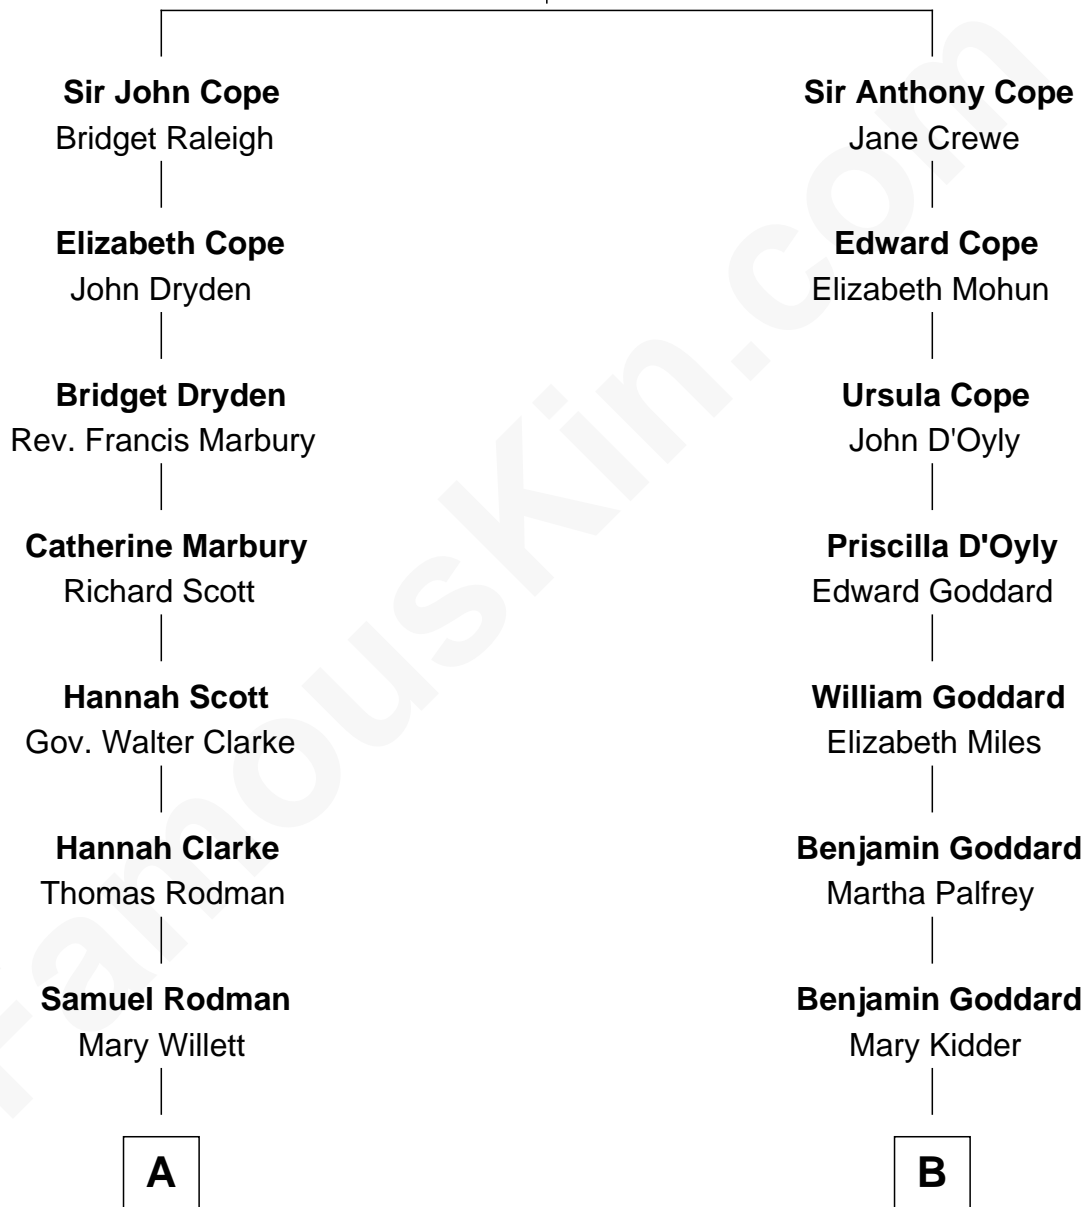 Sir John Cope
Bridget Raleigh
Elizabeth Cope
John Dryden
Bridget Dryden
Rev. Francis Marbury
Catherine Marbury
Richard Scott
Hannah Scott
Gov. Walter Clarke
Hannah Clarke
Thomas Rodman
Samuel Rodman
Mary Willett
A
Sir Anthony Cope
Jane Crewe
Edward Cope
Elizabeth Mohun
Ursula Cope
John D'Oyly
Priscilla D'Oyly
Edward Goddard
William Goddard
Elizabeth Miles
Benjamin Goddard
Martha Palfrey
Benjamin Goddard
Mary Kidder
B
FamousKin.com